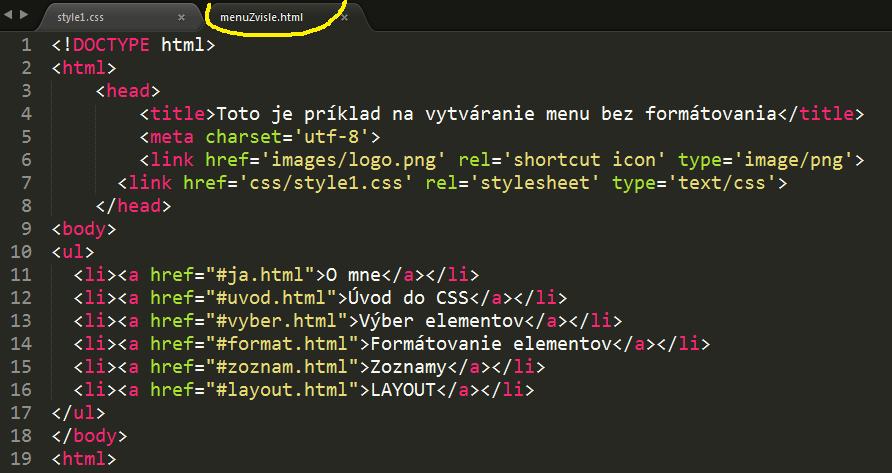 style1.css × menuZvisle.html ×
1 <!DOCTYPE html>
2 <html>
3 <head>
4 <title>Toto je príklad na vytváranie menu bez formátovania</title>
5 <meta charset='utf-8'>
6 <link href='images/logo.png' rel='shortcut icon' type='image/png'>
7 <link href='css/style1.css' rel='stylesheet' type='text/css'>
8 </head>
9 <body>
10 <ul>
11 <li><a href="#ja.html">O mne</a></li>
12 <li><a href="#uvod.html">Úvod do CSS</a></li>
13 <li><a href="#vyber.html">Výber elementov</a></li>
14 <li><a href="#format.html">Formátovanie elementov</a></li>
15 <li><a href="#zoznam.html">Zoznamy</a></li>
16 <li><a href="#layout.html">LAYOUT</a></li>
17 </ul>
18 </body>
19 <html>